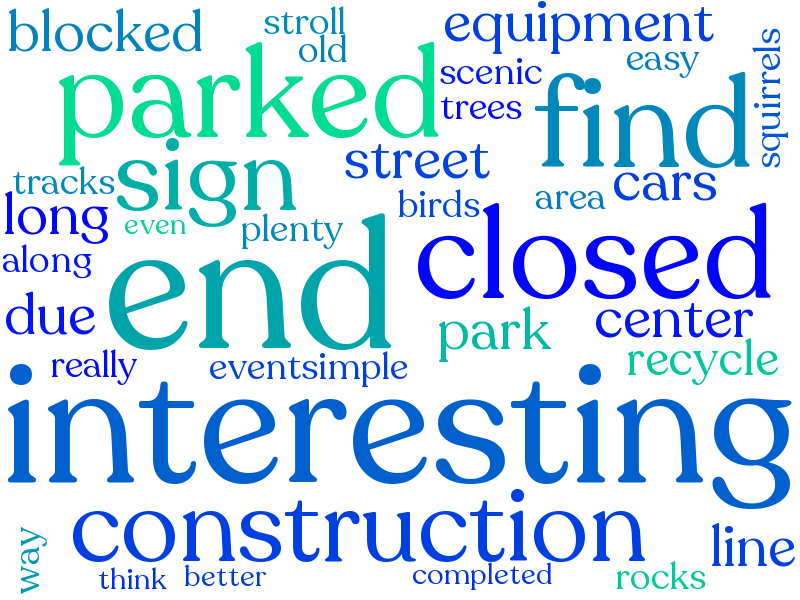 blocked
stroll
old
equipment
parked
scenic
easy
squirrels
trees
find
sign
street
tracks
cars
long
even
plenty
birds
area
along
end
closed
due
park
center
really
eventsimple
recycle
interesting
construction
way
line
think
better
completed
rocks